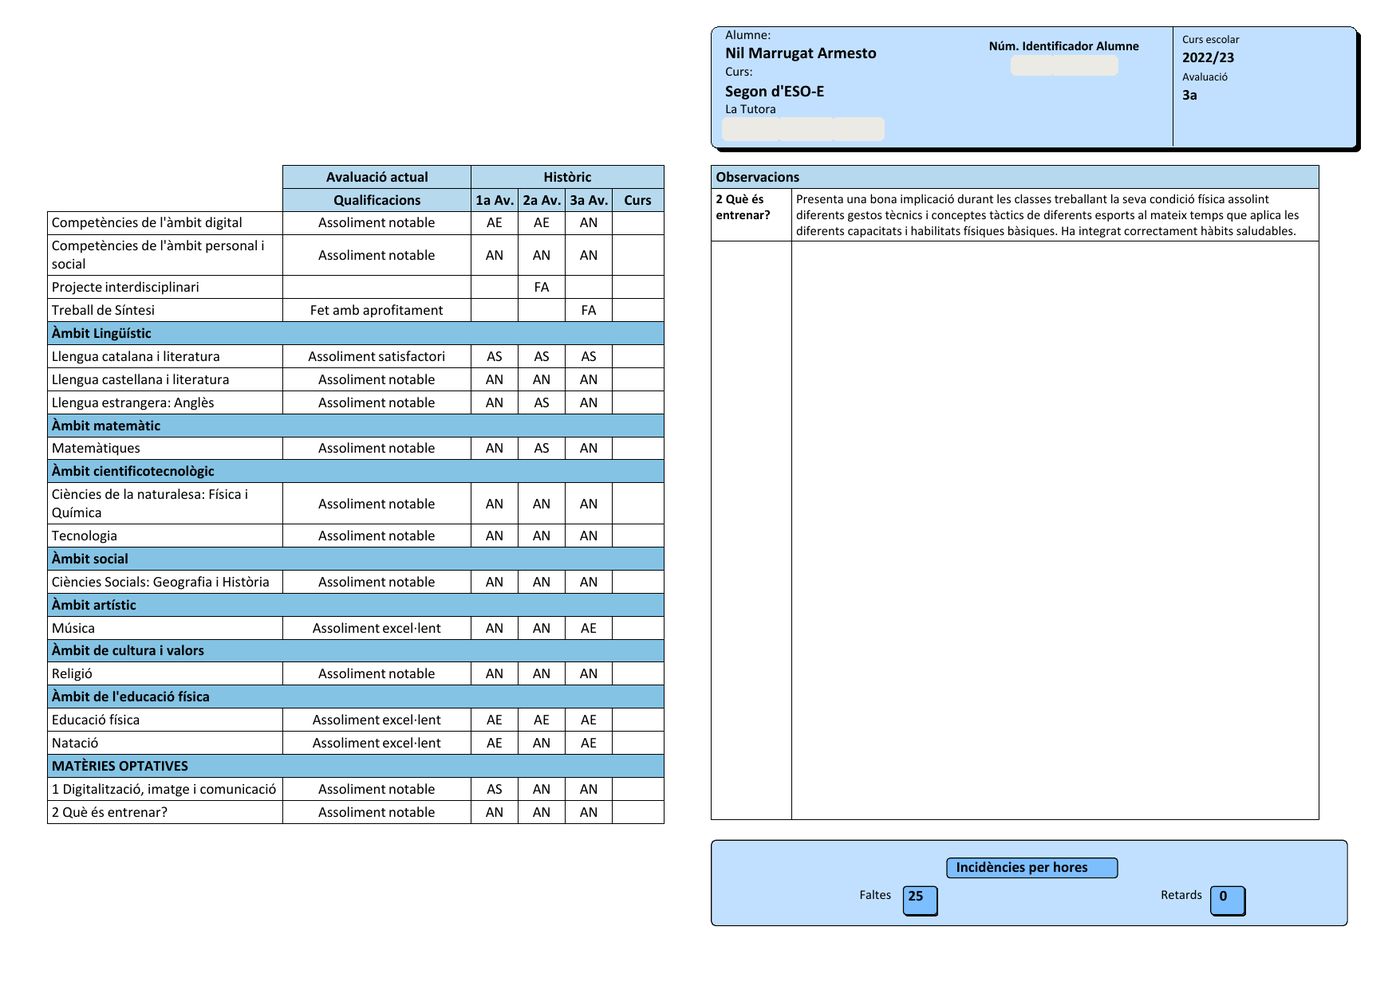 Alumne:
Nil Marrugat Armesto
Curs:
Segon d'ESO-E
La Tutora
Núm. Identificador Alumne
Curs escolar
2022/23
Avaluació
3a
Avaluació actual Històric
Qualificacions 1a Av. 2a Av. 3a Av. Curs
Competències de l'àmbit digital Assoliment notable AE AE AN
Competències de l'àmbit personal i
social Assoliment notable AN AN AN
Projecte interdisciplinari FA
Treball de Síntesi Fet amb aprofitament FA
Àmbit Lingüístic
Llengua catalana i literatura Assoliment satisfactori AS AS AS
Llengua castellana i literatura Assoliment notable AN AN AN
Llengua estrangera: Anglès Assoliment notable AN AS AN
Àmbit matemàtic
Matemàtiques Assoliment notable AN AS AN
Àmbit cientificotecnològic
Ciències de la naturalesa: Física i
Química Assoliment notable AN AN AN
Tecnologia Assoliment notable AN AN AN
Àmbit social
Ciències Socials: Geografia i Història Assoliment notable AN AN AN
Àmbit artístic
Música Assoliment excel·lent AN AN AE
Àmbit de cultura i valors
Religió Assoliment notable AN AN AN
Àmbit de l'educació física
Educació física Assoliment excel·lent AE AE AE
Natació Assoliment excel·lent AE AN AE
MATÈRIES OPTATIVES
1 Digitalització, imatge i comunicació Assoliment notable AS AN AN
2 Què és entrenar? Assoliment notable AN AN AN
Observacions
2 Què és
entrenar?
Presenta una bona implicació durant les classes treballant la seva condició física assolint
diferents gestos tècnics i conceptes tàctics de diferents esports al mateix temps que aplica les
diferents capacitats i habilitats físiques bàsiques. Ha integrat correctament hàbits saludables.
Incidències per hores
Faltes 25 Retards 0